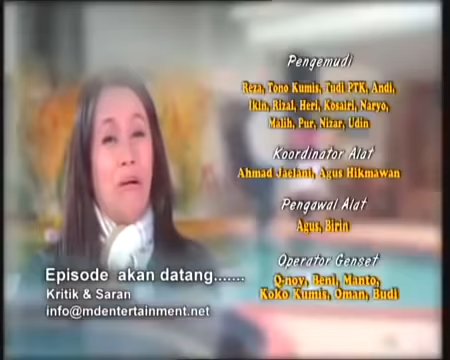 Pengemudi
Reza, Tono Kumis, Tudi PTK, Andi,
Ikin, Rizal, Heri, Kosairi, Naryo,
Malih, Pur, Nizar, Udin
Koordinator Alat
Ahmad Jaelani, Agus Hikmawan
Pengawal Alat
Agus, Birin
Operator Genset
Q-noy, Beni, Manto,
Koko Kumis, Oman, Budi
Episode akan datang.......
Kritik & Saran
info@mdentertainment.net